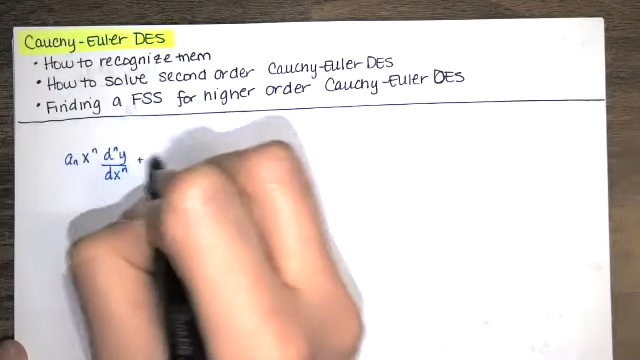 Cauchy-Euler DES
• How to recognize them
• How to solve second order Cauchy-Euler DES
• Finding a FSS for higher order Cauchy-Euler DES
aₙ xⁿ dⁿy/dxⁿ +